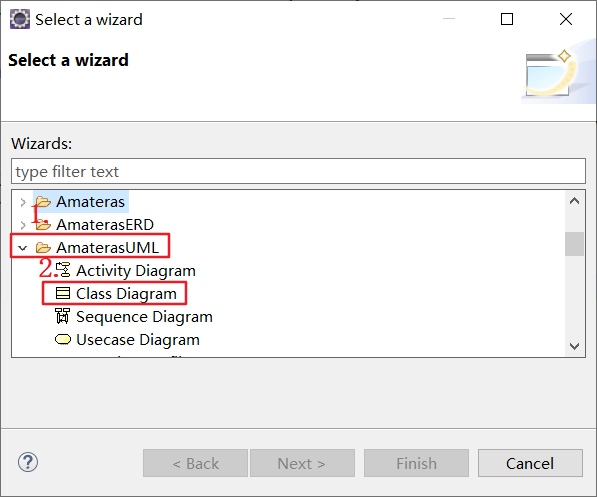 Select a wizard
Select a wizard
Wizards:
type filter text
Amateras
1.
AmaterasERD
AmaterasUML
2.
Activity Diagram
Class Diagram
Sequence Diagram
Usecase Diagram
?
< Back
Next >
Finish
Cancel